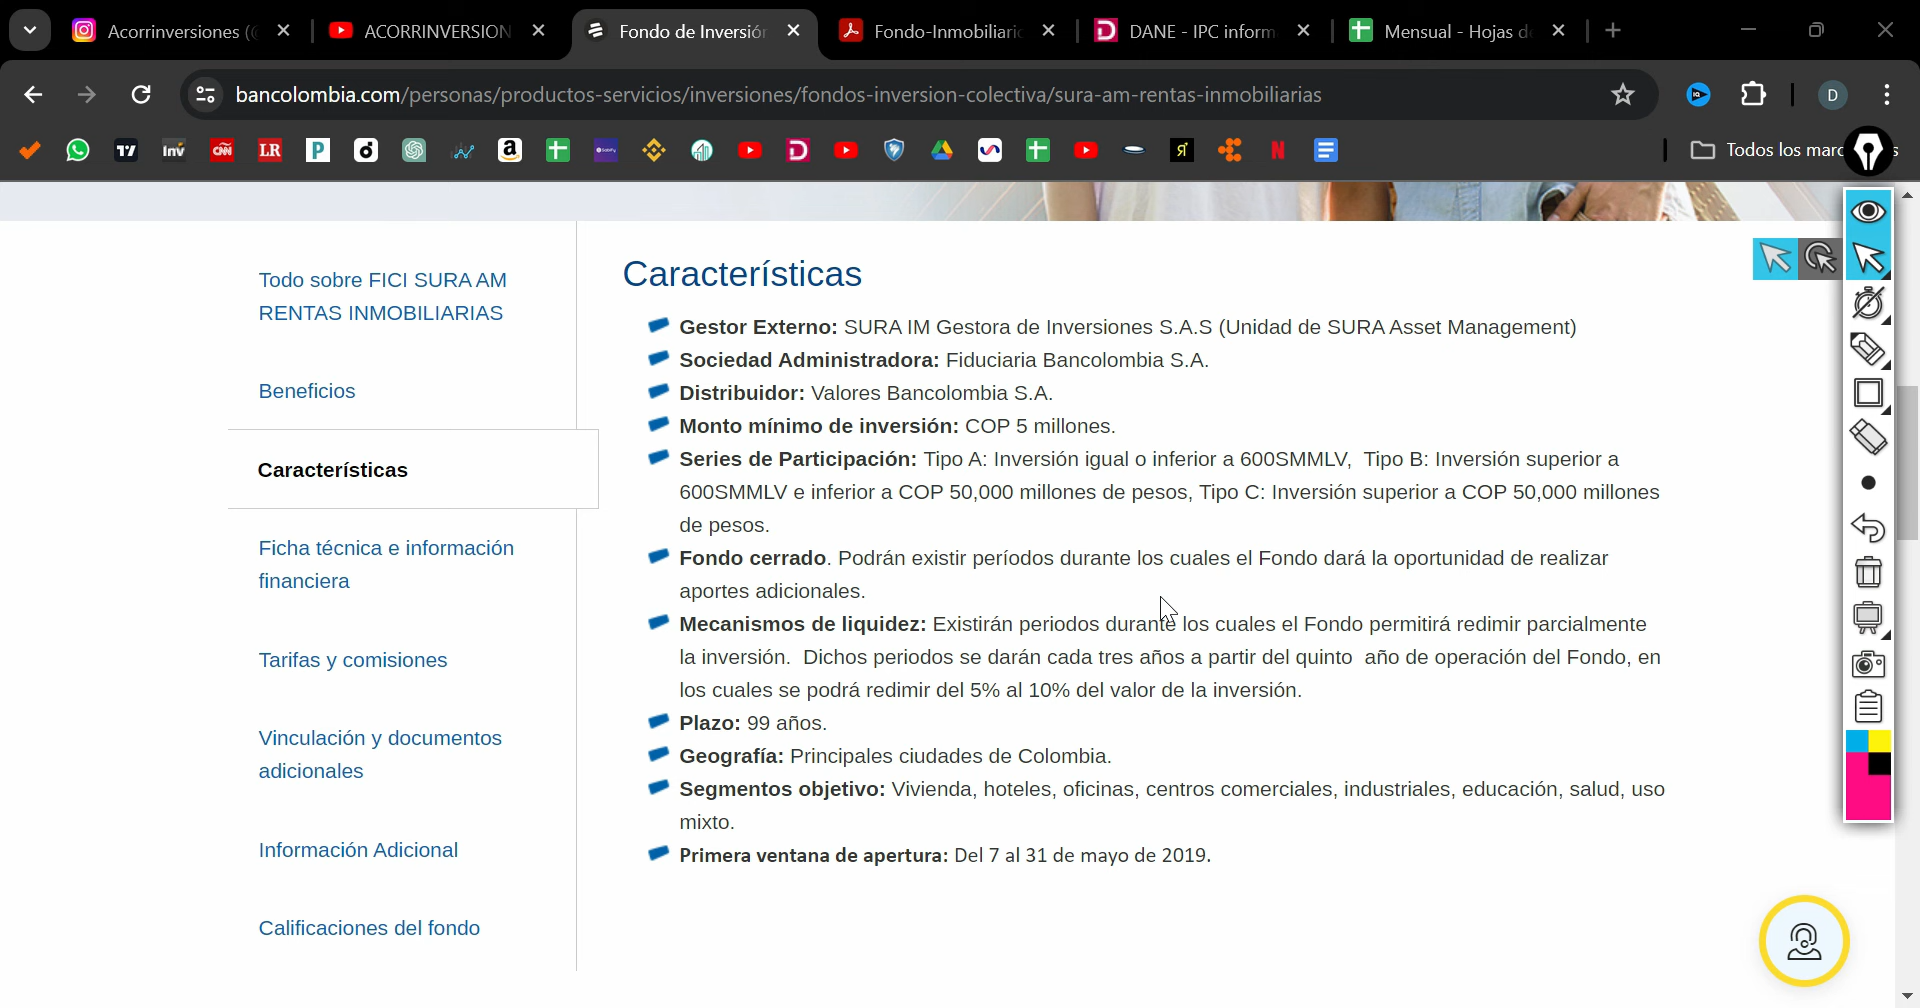 Acorrinversiones (
ACORRINVERSION
Fondo de Inversión
Fondo-Inmobiliario
DANE - IPC inform
Mensual - Hojas d
bancolombia.com/personas/productos-servicios/inversiones/fondos-inversion-colectiva/sura-am-rentas-inmobiliarias
D
Inv
CNN
LR
P
a
N
Todos los marc s
Todo sobre FICI SURA AM
RENTAS INMOBILIARIAS
Beneficios
Características
Ficha técnica e información
financiera
Tarifas y comisiones
Vinculación y documentos
adicionales
Información Adicional
Calificaciones del fondo
Características
Gestor Externo: SURA IM Gestora de Inversiones S.A.S (Unidad de SURA Asset Management)
Sociedad Administradora: Fiduciaria Bancolombia S.A.
Distribuidor: Valores Bancolombia S.A.
Monto mínimo de inversión: COP 5 millones.
Series de Participación: Tipo A: Inversión igual o inferior a 600SMMLV, Tipo B: Inversión superior a
600SMMLV e inferior a COP 50,000 millones de pesos, Tipo C: Inversión superior a COP 50,000 millones
de pesos.
Fondo cerrado. Podrán existir períodos durante los cuales el Fondo dará la oportunidad de realizar
aportes adicionales.
Mecanismos de liquidez: Existirán periodos durante los cuales el Fondo permitirá redimir parcialmente
la inversión. Dichos periodos se darán cada tres años a partir del quinto año de operación del Fondo, en
los cuales se podrá redimir del 5% al 10% del valor de la inversión.
Plazo: 99 años.
Geografía: Principales ciudades de Colombia.
Segmentos objetivo: Vivienda, hoteles, oficinas, centros comerciales, industriales, educación, salud, uso
mixto.
Primera ventana de apertura: Del 7 al 31 de mayo de 2019.